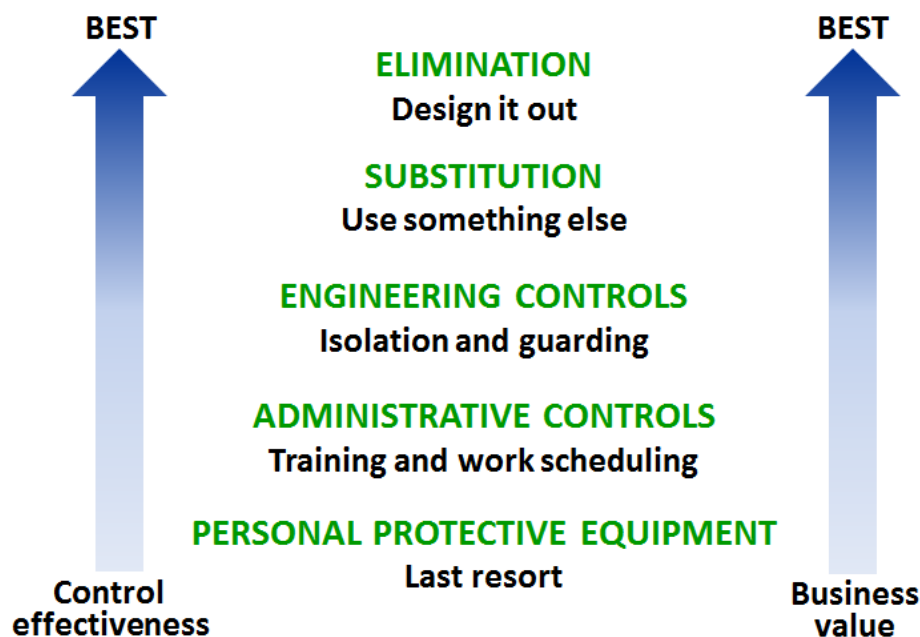 BEST
BEST
ELIMINATION
Design it out
SUBSTITUTION
Use something else
ENGINEERING CONTROLS
Isolation and guarding
ADMINISTRATIVE CONTROLS
Training and work scheduling
PERSONAL PROTECTIVE EQUIPMENT
Last resort
Control
effectiveness
Business
value